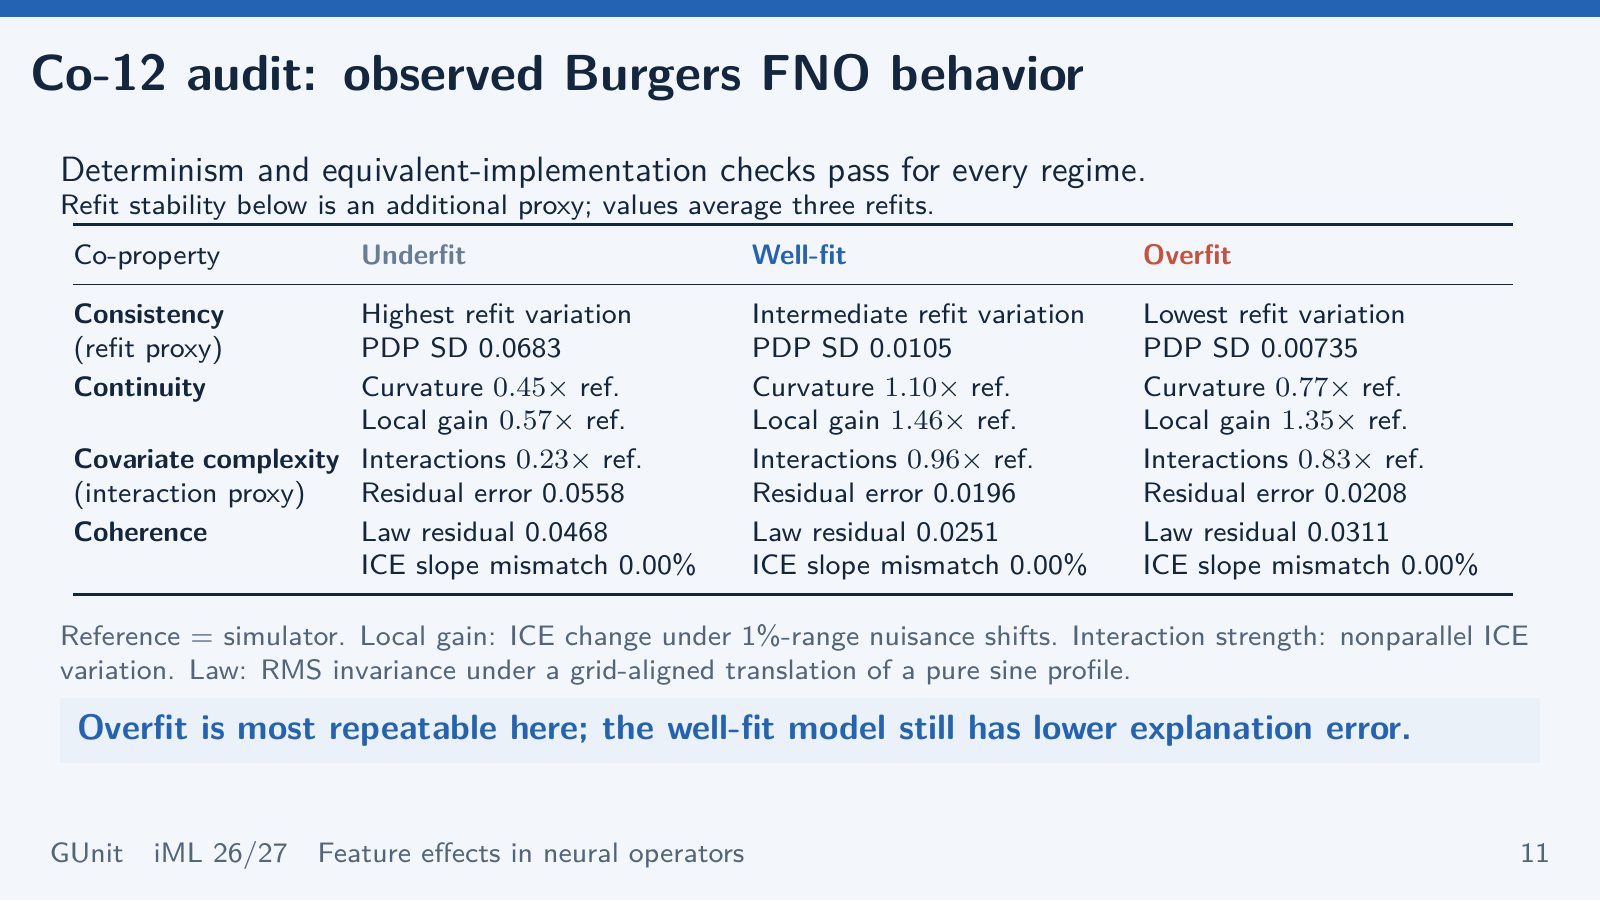 Co-12 audit: observed Burgers FNO behavior
Determinism and equivalent-implementation checks pass for every regime.
Refit stability below is an additional proxy; values average three refits.
Co-property Underfit Well-fit Overfit
Consistency Highest refit variation Intermediate refit variation Lowest refit variation
(refit proxy) PDP SD 0.0683 PDP SD 0.0105 PDP SD 0.00735
Continuity Curvature 0.45× ref. Curvature 1.10× ref. Curvature 0.77× ref.
Local gain 0.57× ref. Local gain 1.46× ref. Local gain 1.35× ref.
Covariate complexity Interactions 0.23× ref. Interactions 0.96× ref. Interactions 0.83× ref.
(interaction proxy) Residual error 0.0558 Residual error 0.0196 Residual error 0.0208
Coherence Law residual 0.0468 Law residual 0.0251 Law residual 0.0311
ICE slope mismatch 0.00% ICE slope mismatch 0.00% ICE slope mismatch 0.00%
Reference = simulator. Local gain: ICE change under 1%-range nuisance shifts. Interaction strength: nonparallel ICE
variation. Law: RMS invariance under a grid-aligned translation of a pure sine profile.
Overfit is most repeatable here; the well-fit model still has lower explanation error.
GUnit iML 26/27 Feature effects in neural operators 11